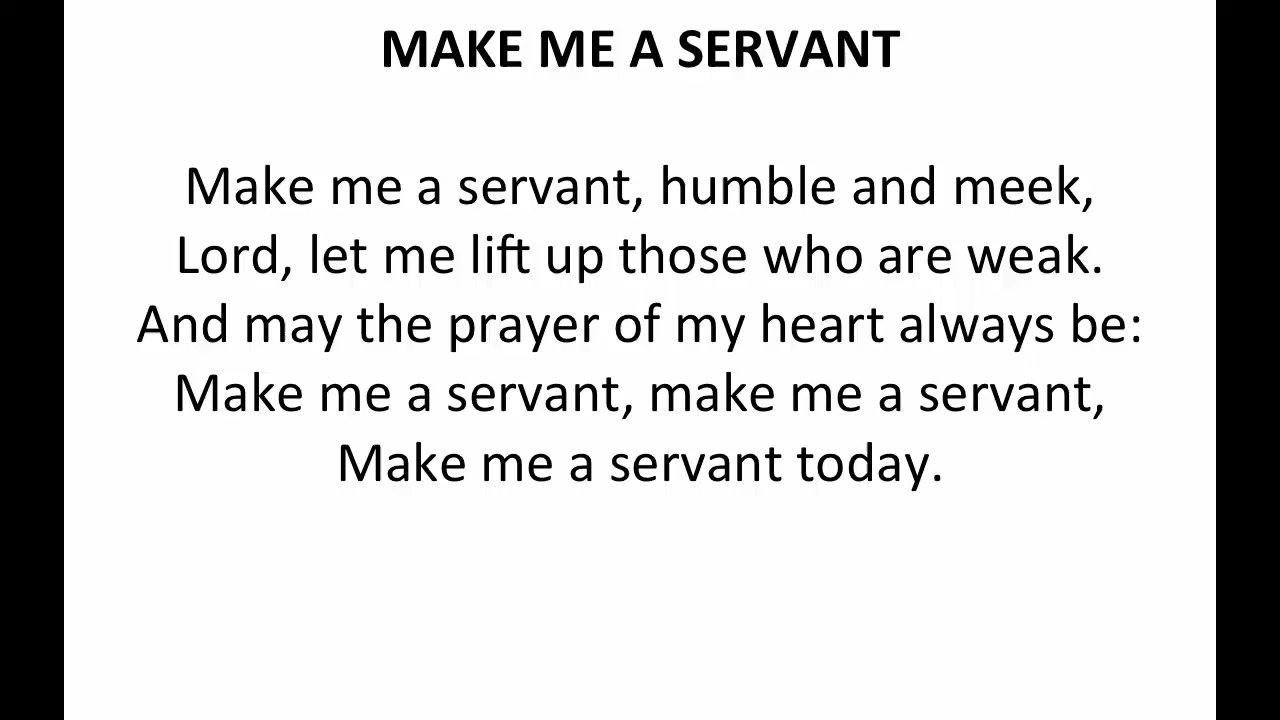 MAKE ME A SERVANT
Make me a servant, humble and meek,
Lord, let me lift up those who are weak.
And may the prayer of my heart always be:
Make me a servant, make me a servant,
Make me a servant today.